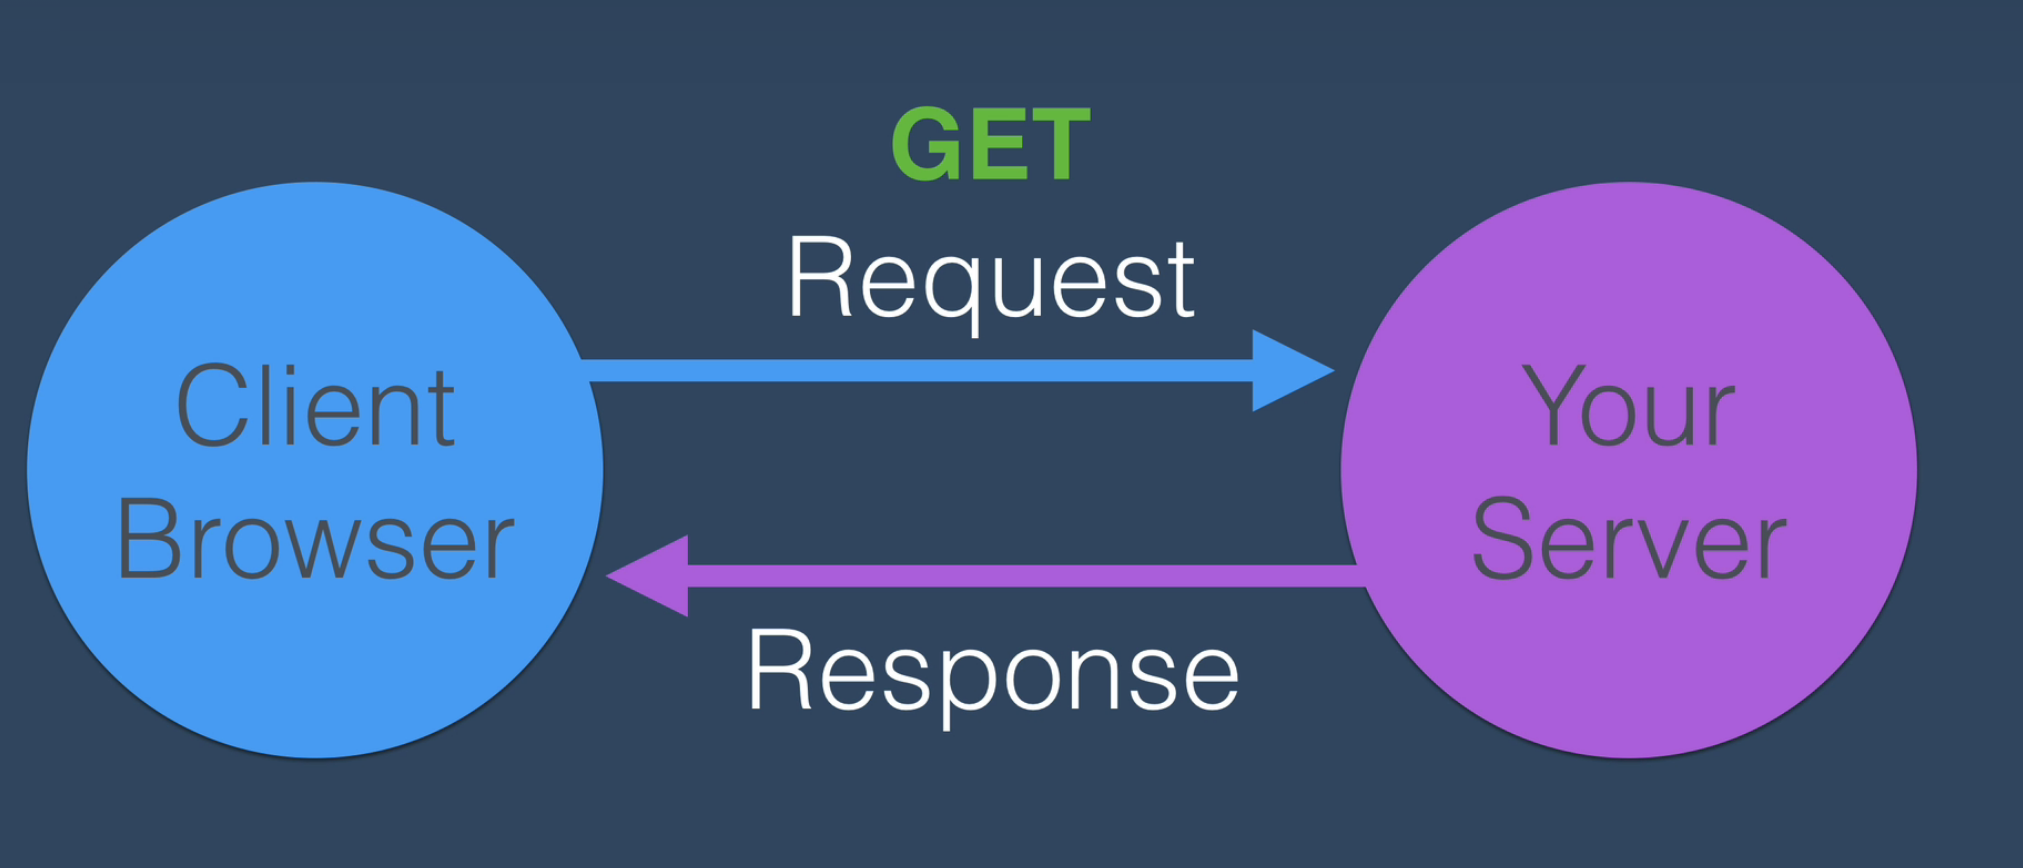 GET
Request
Client
Browser
Your
Server
Response